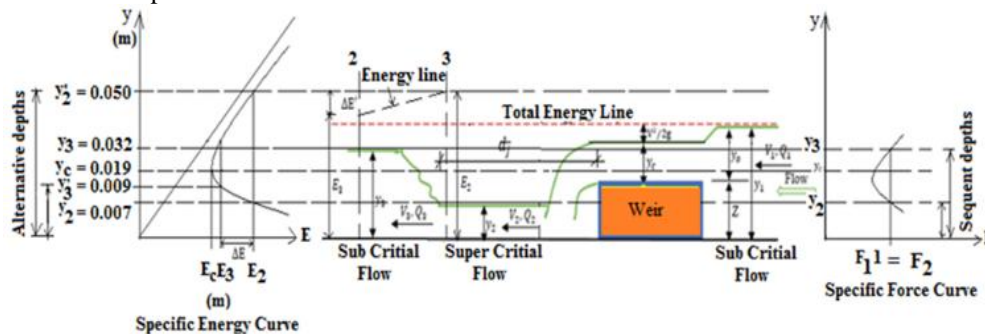 y
(m)
2
3
y
Energy line
y'2 = 0.050
ΔE
Total Energy Line
V²/2g
Alternative depths
y3 = 0.032
yc = 0.019
y'3 = 0.009
y2 = 0.007
E2
V1, Q1
y1
Flow
y3
y2
Sequent depths
V3, Q3
V2, Q2
y2
Weir
Z
E
ΔE
Ec E3 E2
(m)
Sub Critial
Flow
Super Critial
Flow
Sub Critial
Flow
F1 1 = F2
Specific Force Curve
Specific Energy Curve